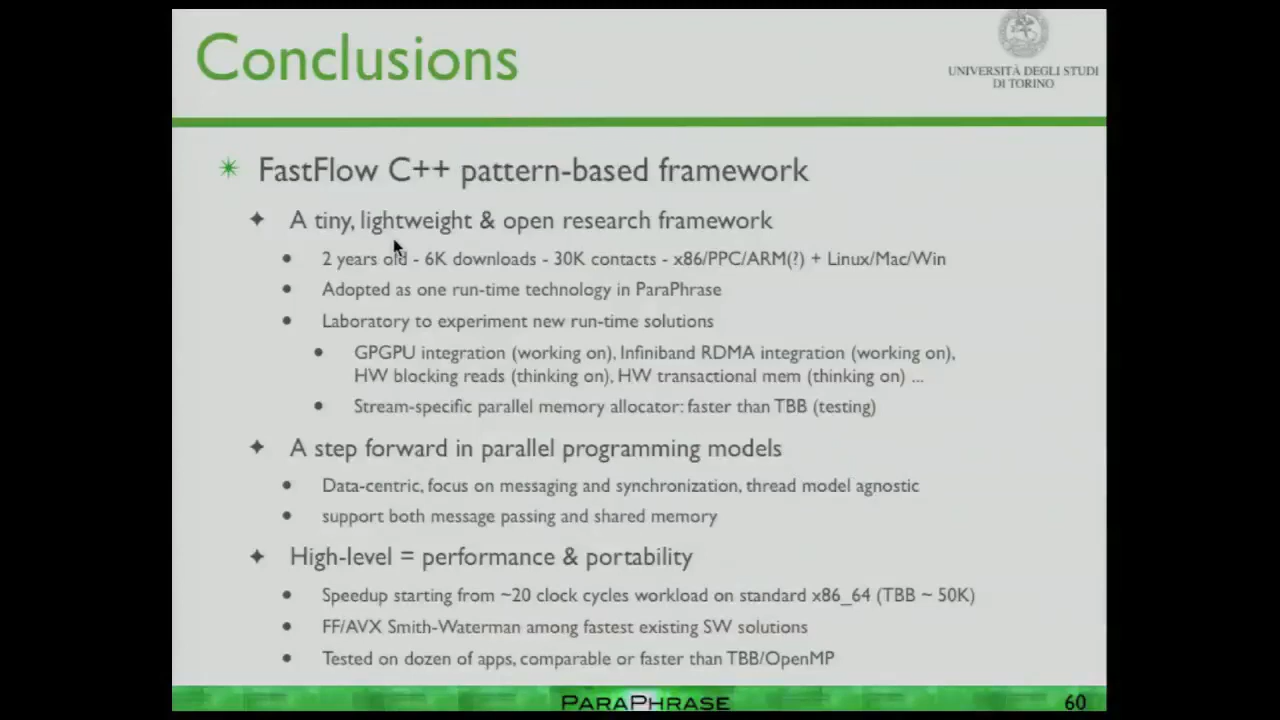 Conclusions
UNIVERSITÀ DEGLI STUDI
DI TORINO
FastFlow C++ pattern-based framework
A tiny, lightweight & open research framework
2 years old - 6K downloads - 30K contacts - x86/PPC/ARM(?) + Linux/Mac/Win
Adopted as one run-time technology in ParaPhrase
Laboratory to experiment new run-time solutions
GPGPU integration (working on), Infiniband RDMA integration (working on),
HW blocking reads (thinking on), HW transactional mem (thinking on) ...
Stream-specific parallel memory allocator: faster than TBB (testing)
A step forward in parallel programming models
Data-centric, focus on messaging and synchronization, thread model agnostic
support both message passing and shared memory
High-level = performance & portability
Speedup starting from ~20 clock cycles workload on standard x86_64 (TBB ~ 50K)
FF/AVX Smith-Waterman among fastest existing SW solutions
Tested on dozen of apps, comparable or faster than TBB/OpenMP
PARAPHRASE
60